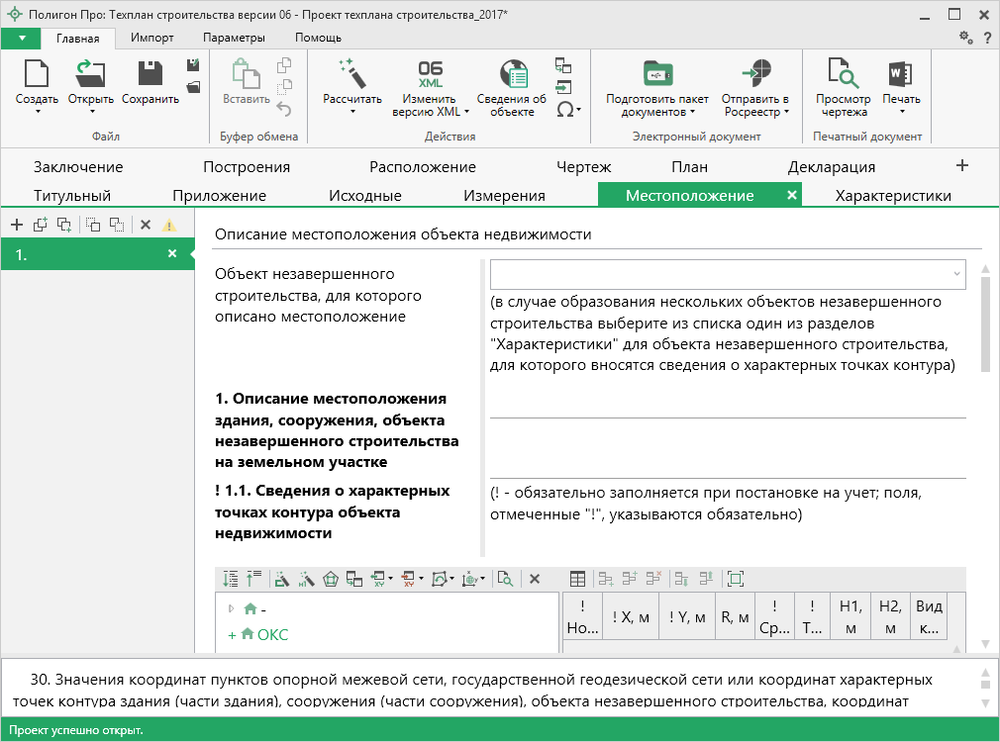 Полигон Про: Техплан строительства версии 06 - Проект техплана строительства_2017*
Главная Импорт Параметры Помощь
?
06
XML
W
Создать Открыть Сохранить Вставить Рассчитать Изменить версию XML Сведения об объекте Подготовить пакет документов Отправить в Росреестр Просмотр чертежа Печать
Файл Буфер обмена Действия Электронный документ Печатный документ
Заключение Построения Расположение Чертеж План Декларация +
Титульный Приложение Исходные Измерения Местоположение × Характеристики
1. ×
Описание местоположения объекта недвижимости
Объект незавершенного
строительства, для которого
описано местоположение
(в случае образования нескольких объектов незавершенного
строительства выберите из списка один из разделов
"Характеристики" для объекта незавершенного строительства,
для которого вносятся сведения о характерных точках контура)
1. Описание местоположения
здания, сооружения, объекта
незавершенного строительства
на земельном участке
! 1.1. Сведения о характерных
точках контура объекта
недвижимости
(! - обязательно заполняется при постановке на учет; поля,
отмеченные "!", указываются обязательно)
-
+ ОКС
! Но... ! X, м ! Y, м R, м ! Ср... ! Т... H1, м H2, м Вид к...
30. Значения координат пунктов опорной межевой сети, государственной геодезической сети или координат характерных
точек контура здания (части здания), сооружения (части сооружения), объекта незавершенного строительства, координат
Проект успешно открыт.